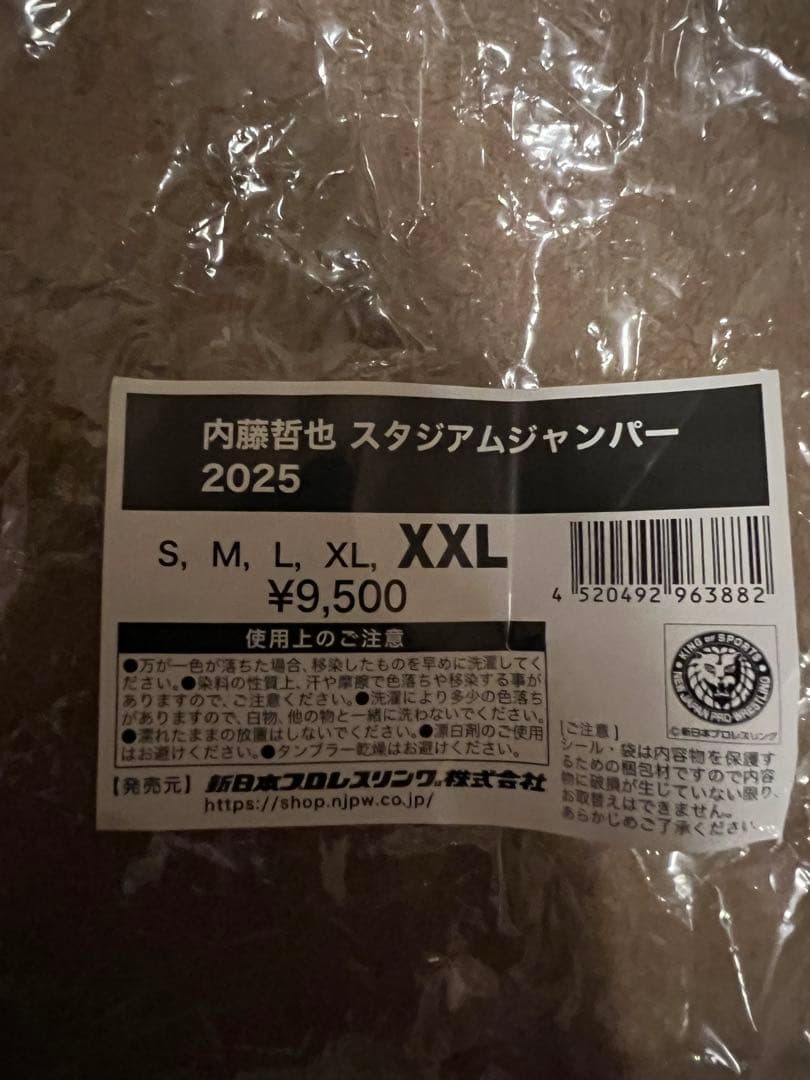 内藤哲也 スタジアムジャンパー
2025
S, M, L, XL, XXL
¥9,500
4 520492 963882
使用上のご注意
●万が一色が落ちた場合、移染したものを早めに洗濯してく
ださい。●染料の性質上、汗や摩擦で色落ちや移染する事が
ありますので、ご注意ください。●洗濯により多少の色落ち
がありますので、白物、他の物と一緒に洗わないでください。
●濡れたままの放置はしないでください。●漂白剤のご使用
はお避けください。●タンブラー乾燥はお避けください。
【発売元】新日本プロレスリング株式会社
https://shop.njpw.co.jp/
KING OF SPORTS
NEW JAPAN PRO-WRESTLING
©新日本プロレスリング
[ご注意]
シール・袋は内容物を保護す
るための梱包材ですので内容
物に破損が生じていない限り、
お取替えはできません。
あらかじめご了承ください。